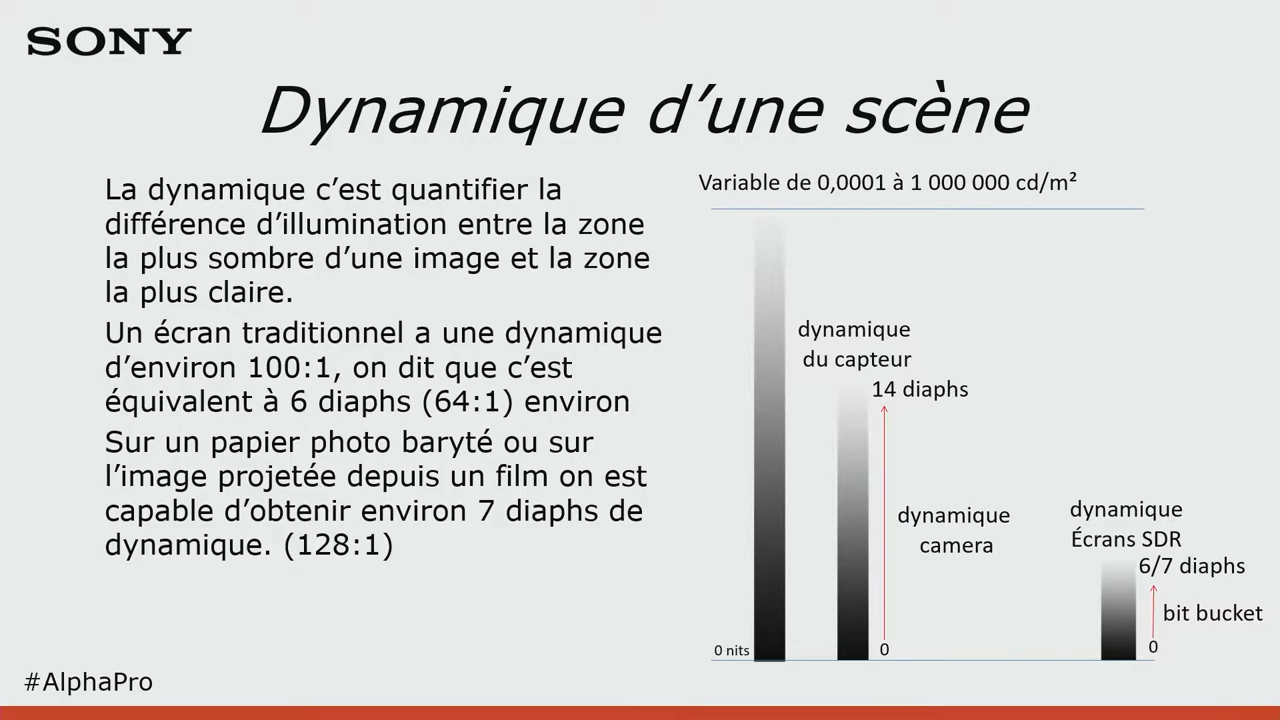 SONY
Dynamique d’une scène
La dynamique c’est quantifier la
différence d’illumination entre la zone
la plus sombre d’une image et la zone
la plus claire.
Un écran traditionnel a une dynamique
d’environ 100:1, on dit que c’est
équivalent à 6 diaphs (64:1) environ
Sur un papier photo baryté ou sur
l’image projetée depuis un film on est
capable d’obtenir environ 7 diaphs de
dynamique. (128:1)
Variable de 0,0001 à 1 000 000 cd/m²
dynamique
du capteur
14 diaphs
dynamique
camera
dynamique
Écrans SDR
6/7 diaphs
bit bucket
0 nits
0
0
#AlphaPro